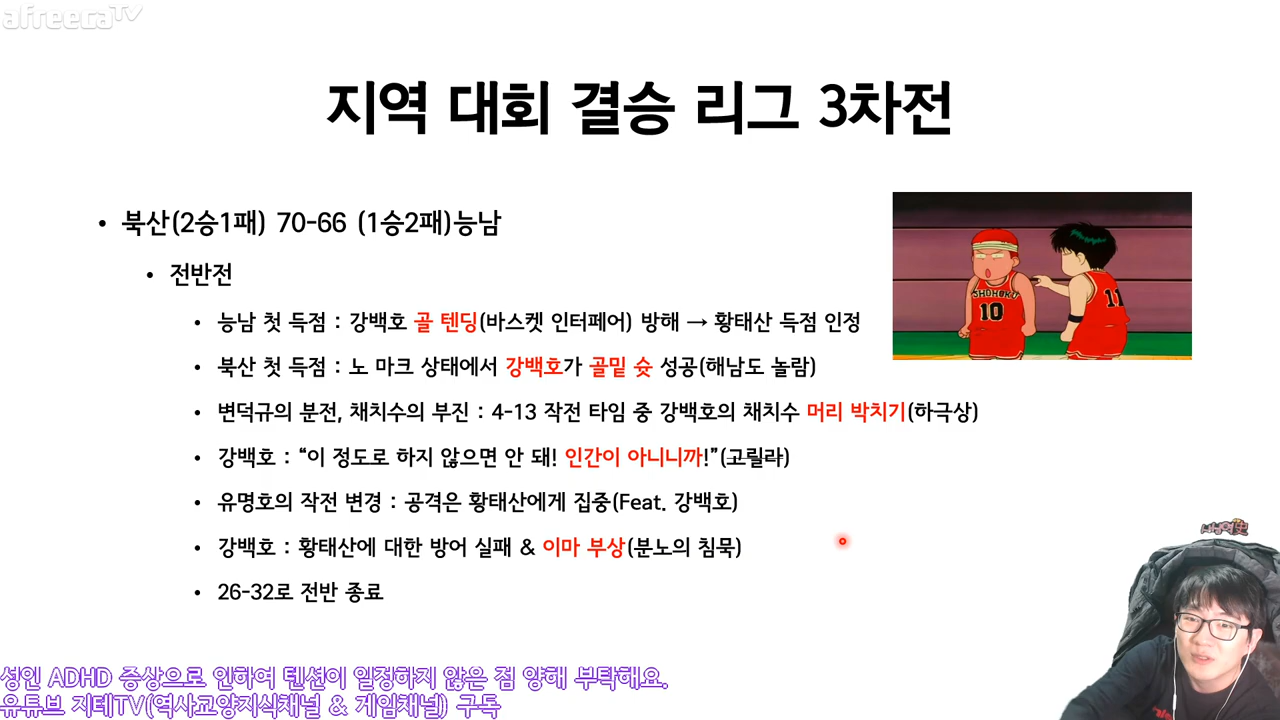 afreecaTV
지역 대회 결승 리그 3차전
• 북산(2승1패) 70-66 (1승2패)능남
• 전반전
• 능남 첫 득점 : 강백호 골 텐딩(바스켓 인터페어) 방해 → 황태산 득점 인정
• 북산 첫 득점 : 노 마크 상태에서 강백호가 골밑 슛 성공(해남도 놀람)
• 변덕규의 분전, 채치수의 부진 : 4-13 작전 타임 중 강백호의 채치수 머리 박치기(하극상)
• 강백호 : “이 정도로 하지 않으면 안 돼! 인간이 아니니까!”(고릴라)
• 유명호의 작전 변경 : 공격은 황태산에게 집중(Feat. 강백호)
• 강백호 : 황태산에 대한 방어 실패 & 이마 부상(분노의 침묵)
• 26-32로 전반 종료
SHOHOKU
10
11
성인 ADHD 증상으로 인하여 텐션이 일정하지 않은 점 양해 부탁해요.
유튜브 지테TV(역사교양지식채널 & 게임채널) 구독